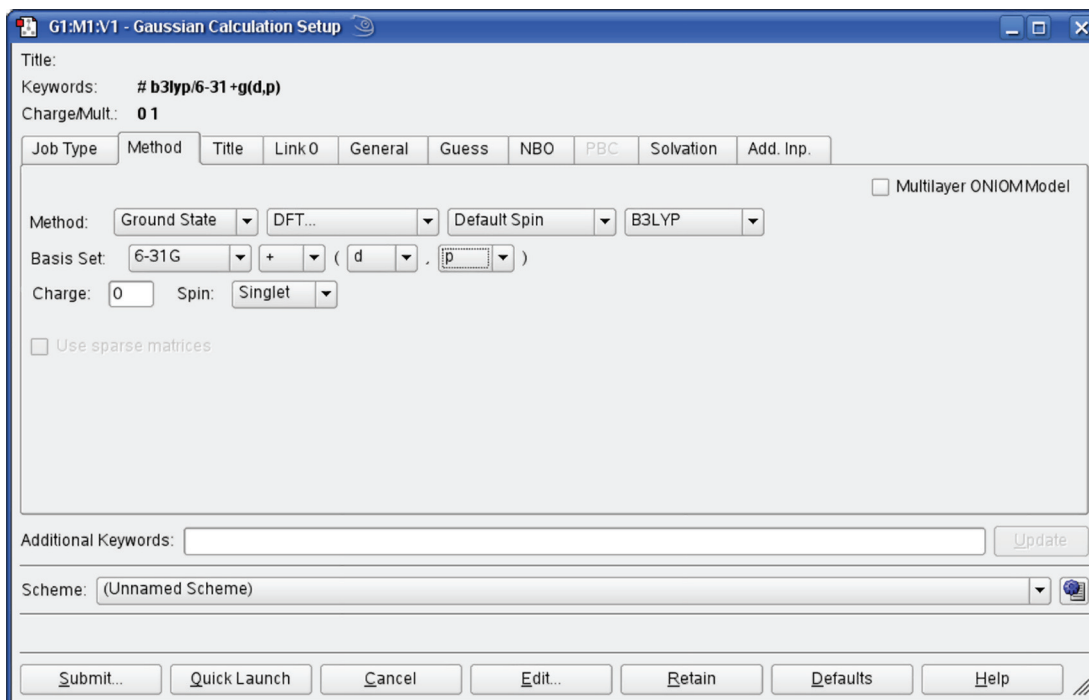 G1:M1:V1 - Gaussian Calculation Setup
Title:
Keywords: # b3lyp/6-31+g(d,p)
Charge/Mult.: 0 1
Job Type Method Title Link 0 General Guess NBO PBC Solvation Add. Inp.
Multilayer ONIOM Model
Method: Ground State DFT... Default Spin B3LYP
Basis Set: 6-31G + ( d , p )
Charge: 0 Spin: Singlet
Use sparse matrices
Additional Keywords: Update
Scheme: (Unnamed Scheme)
Submit... Quick Launch Cancel Edit... Retain Defaults Help